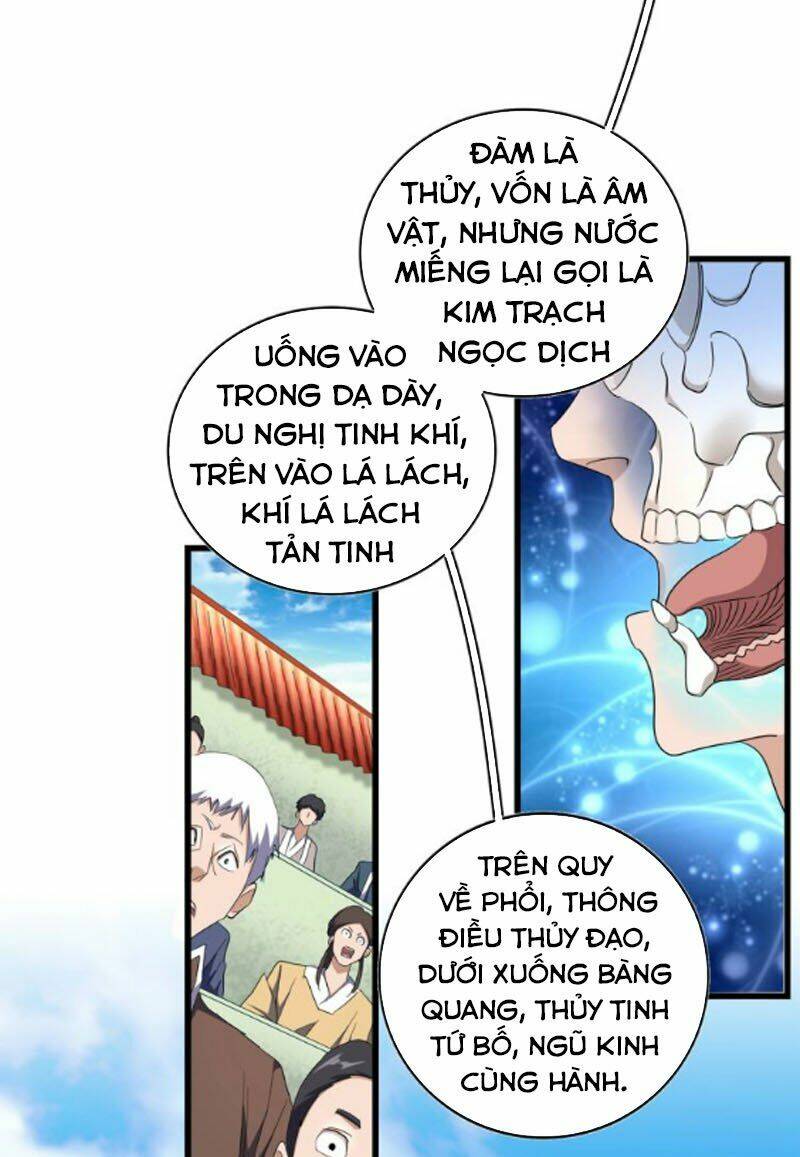 ĐÀM LÀ
THỦY, VỐN LÀ ÂM
VẬT, NHƯNG NƯỚC
MIẾNG LẠI GỌI LÀ
KIM TRẠCH
NGỌC DỊCH
UỐNG VÀO
TRONG DẠ DÀY,
DU NGHỊ TINH KHÍ,
TRÊN VÀO LÁ LÁCH,
KHÍ LÁ LÁCH
TẢN TINH
TRÊN QUY
VỀ PHỔI, THÔNG
ĐIỀU THỦY ĐẠO,
DƯỚI XUỐNG BÀNG
QUANG, THỦY TINH
TỨ BỐ, NGŨ KINH
CÙNG HÀNH.